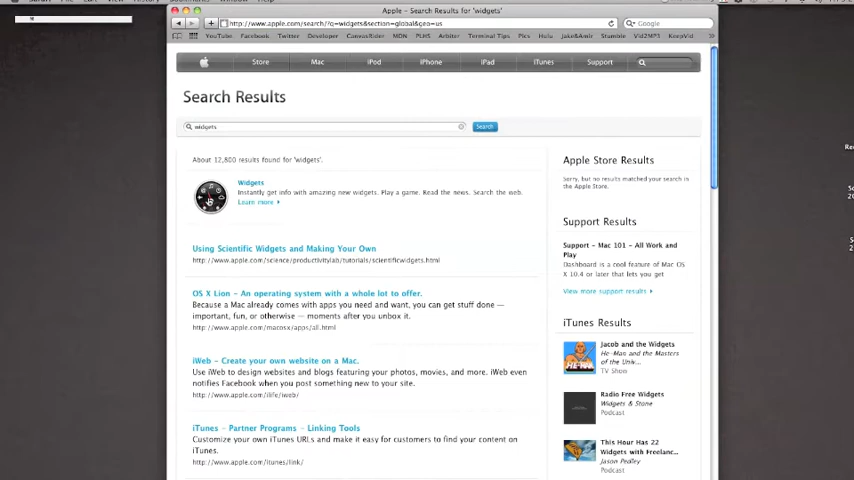 Apple - Search Results for 'widgets'
http://www.apple.com/search/?q=widgets&section=global&geo=us
Google
YouTube Facebook Twitter Developer CanvasRider MDN PLHS Arbiter Terminal Tips Pics Hulu Jake&Amir Stumble Vid2MP3 KeepVid
Store Mac iPod iPhone iPad iTunes Support
Search Results
widgets
Search
About 12,800 results found for 'widgets'.
Widgets
Instantly get info with amazing new widgets. Play a game. Read the news. Search the web.
Learn more
Using Scientific Widgets and Making Your Own
http://www.apple.com/science/productivitylab/tutorials/scientificwidgets.html
OS X Lion - An operating system with a whole lot to offer.
Because a Mac already comes with apps you need and want, you can get stuff done —
important, fun, or otherwise — moments after you unbox it.
http://www.apple.com/macosx/apps/all.html
iWeb - Create your own website on a Mac.
Use iWeb to design websites and blogs featuring your photos, movies, and more. iWeb even
notifies Facebook when you post something new to your site.
http://www.apple.com/ilife/iweb/
iTunes - Partner Programs - Linking Tools
Customize your own iTunes URLs and make it easy for customers to find your content on
iTunes.
http://www.apple.com/itunes/link/
Apple Store Results
Sorry, but no results matched your search in
the Apple Store.
Support Results
Support - Mac 101 - All Work and
Play
Dashboard is a cool feature of Mac OS
X 10.4 or later that lets you get
View more support results
iTunes Results
Jacob and the Widgets
He-Man and the Masters
of the Univ...
TV Show
Radio Free Widgets
Widgets & Stone
Podcast
This Hour Has 22
Widgets with Freelanc...
Jason Pedley
Podcast